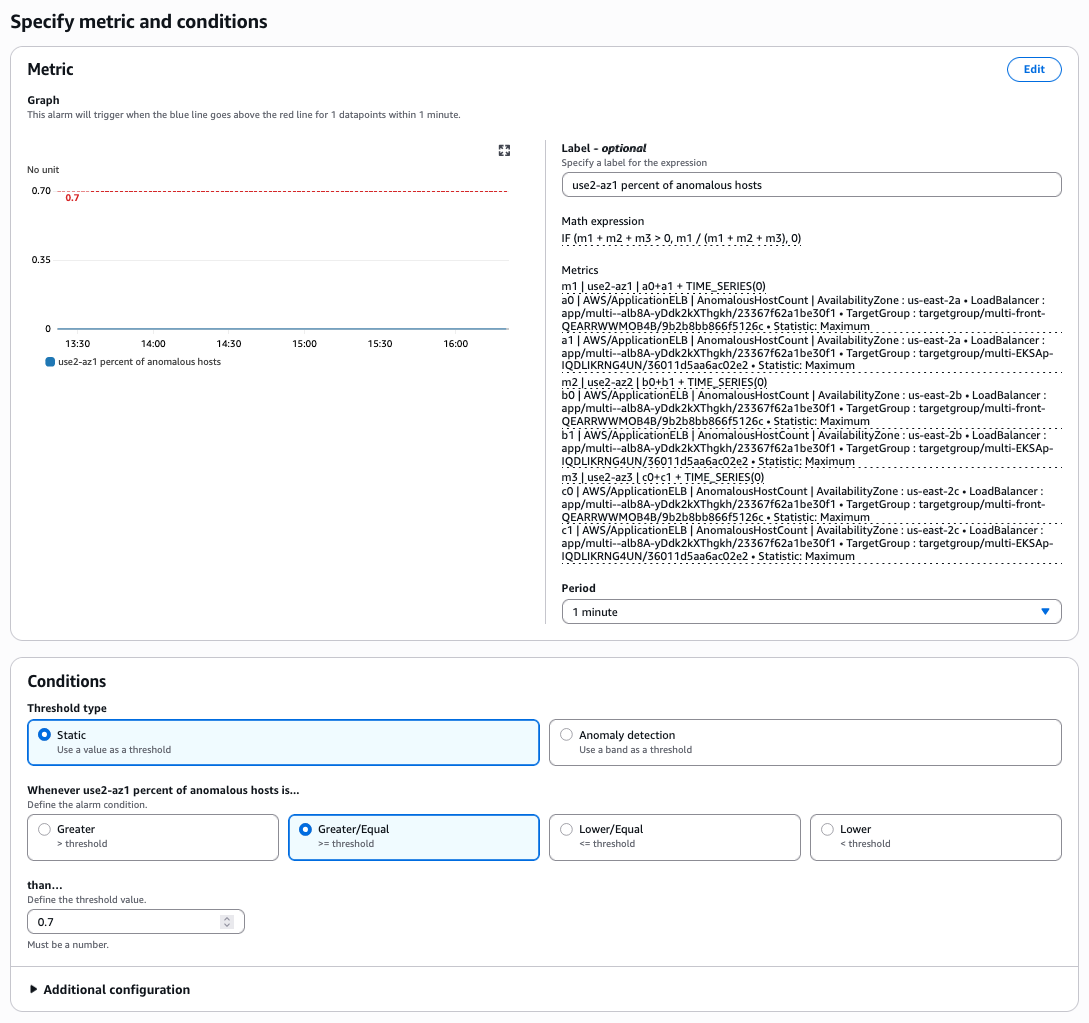 Specify metric and conditions
Metric
Edit
Graph
This alarm will trigger when the blue line goes above the red line for 1 datapoints within 1 minute.
No unit
0.70
0.7
0.35
0
13:30 14:00 14:30 15:00 15:30 16:00
use2-az1 percent of anomalous hosts
Label - optional
Specify a label for the expression
use2-az1 percent of anomalous hosts
Math expression
IF (m1 + m2 + m3 > 0, m1 / (m1 + m2 + m3), 0)
Metrics
m1 | use2-az1 | a0+a1 + TIME_SERIES(0)
a0 | AWS/ApplicationELB | AnomalousHostCount | AvailabilityZone : us-east-2a • LoadBalancer :
app/multi--alb8A-yDdk2kXThgkh/23367f62a1be30f1 • TargetGroup : targetgroup/multi-front-
QEARRWWMOB4B/9b2b8bb866f5126c • Statistic: Maximum
a1 | AWS/ApplicationELB | AnomalousHostCount | AvailabilityZone : us-east-2a • LoadBalancer :
app/multi--alb8A-yDdk2kXThgkh/23367f62a1be30f1 • TargetGroup : targetgroup/multi-EKSAp-
IQDLIKRNG4UN/36011d5aa6ac02e2 • Statistic: Maximum
m2 | use2-az2 | b0+b1 + TIME_SERIES(0)
b0 | AWS/ApplicationELB | AnomalousHostCount | AvailabilityZone : us-east-2b • LoadBalancer :
app/multi--alb8A-yDdk2kXThgkh/23367f62a1be30f1 • TargetGroup : targetgroup/multi-front-
QEARRWWMOB4B/9b2b8bb866f5126c • Statistic: Maximum
b1 | AWS/ApplicationELB | AnomalousHostCount | AvailabilityZone : us-east-2b • LoadBalancer :
app/multi--alb8A-yDdk2kXThgkh/23367f62a1be30f1 • TargetGroup : targetgroup/multi-EKSAp-
IQDLIKRNG4UN/36011d5aa6ac02e2 • Statistic: Maximum
m3 | use2-az3 | c0+c1 + TIME_SERIES(0)
c0 | AWS/ApplicationELB | AnomalousHostCount | AvailabilityZone : us-east-2c • LoadBalancer :
app/multi--alb8A-yDdk2kXThgkh/23367f62a1be30f1 • TargetGroup : targetgroup/multi-front-
QEARRWWMOB4B/9b2b8bb866f5126c • Statistic: Maximum
c1 | AWS/ApplicationELB | AnomalousHostCount | AvailabilityZone : us-east-2c • LoadBalancer :
app/multi--alb8A-yDdk2kXThgkh/23367f62a1be30f1 • TargetGroup : targetgroup/multi-EKSAp-
IQDLIKRNG4UN/36011d5aa6ac02e2 • Statistic: Maximum
Period
1 minute
Conditions
Threshold type
Static
Use a value as a threshold
Anomaly detection
Use a band as a threshold
Whenever use2-az1 percent of anomalous hosts is...
Define the alarm condition.
Greater
> threshold
Greater/Equal
>= threshold
Lower/Equal
<= threshold
Lower
< threshold
than...
Define the threshold value.
0.7
Must be a number.
Additional configuration